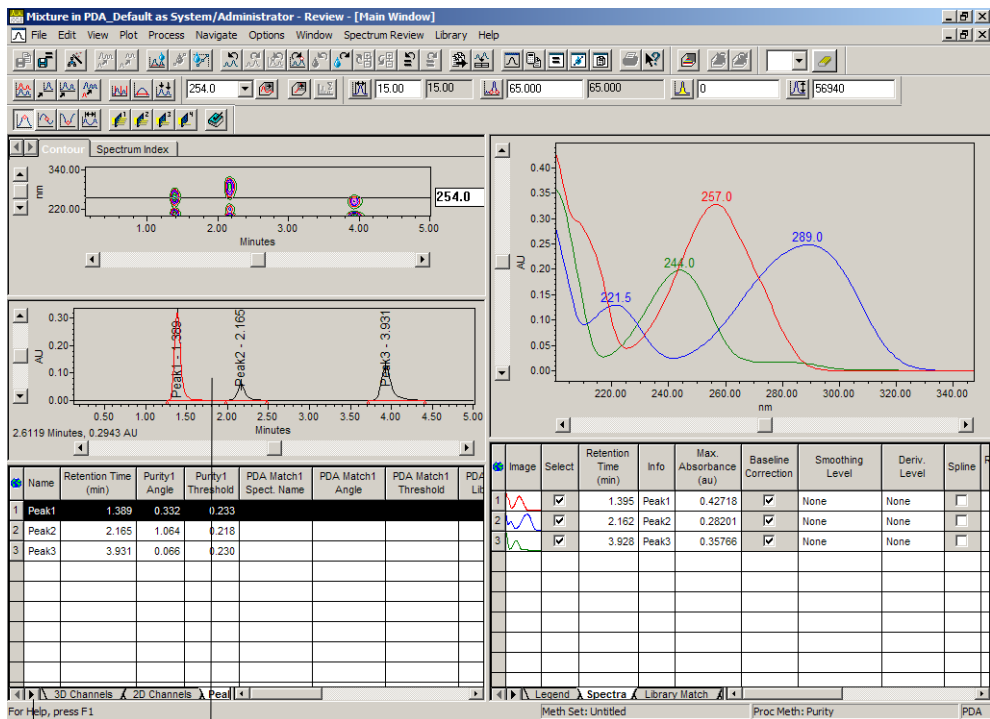 Mixture in PDA_Default as System/Administrator - Review - [Main Window]
File Edit View Plot Process Navigate Options Window Spectrum Review Library Help
254.0 15.00 15.00 65.000 65.000 0 56940
Contour Spectrum Index
340.00
nm
220.00
254.0
1.00 2.00 3.00 4.00 5.00
Minutes
0.30
0.20
AU
0.10
0.00
Peak1 - 1.389
Peak2 - 2.165
Peak3 - 3.931
0.50 1.00 1.50 2.00 2.50 3.00 3.50 4.00 4.50 5.00
2.6119 Minutes, 0.2943 AU
Minutes
Name Retention Time (min) Purity1 Angle Purity1 Threshold PDA Match1 Spect. Name PDA Match1 Angle PDA Match1 Threshold PDA Lib
1 Peak1 1.389 0.332 0.233
2 Peak2 2.165 1.064 0.218
3 Peak3 3.931 0.066 0.230
3D Channels 2D Channels Peal
0.40
0.35
0.30
0.25
AU
0.20
0.15
0.10
0.05
0.00
257.0
289.0
244.0
221.5
220.00 240.00 260.00 280.00 300.00 320.00 340.00
nm
Image Select Retention Time (min) Info Max. Absorbance (au) Baseline Correction Smoothing Level Deriv. Level Spline
1 1.395 Peak1 0.42718 None None
2 2.162 Peak2 0.28201 None None
3 3.928 Peak3 0.35766 None None
Legend Spectra Library Match
For Help, press F1
Meth Set: Untitled
Proc Meth: Purity
PDA